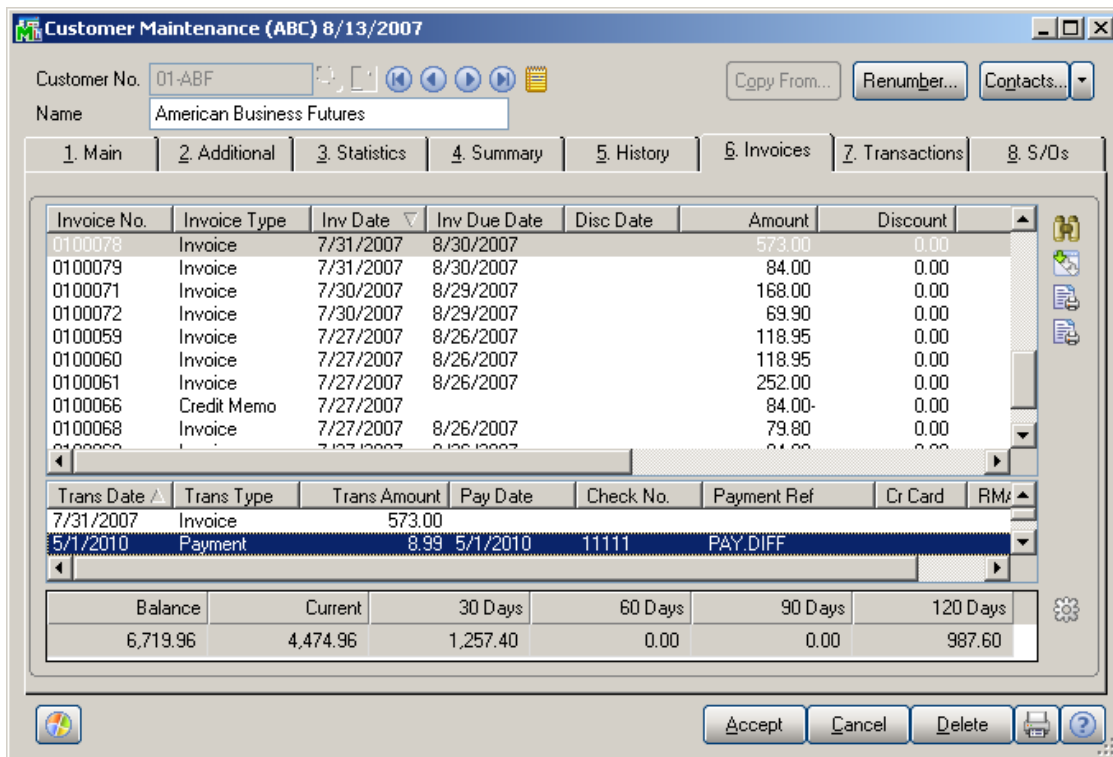 Customer Maintenance (ABC) 8/13/2007
Customer No. 01-ABF Copy From... Renumber... Contacts...
Name American Business Futures
1. Main 2. Additional 3. Statistics 4. Summary 5. History 6. Invoices 7. Transactions 8. S/Os
Invoice No. Invoice Type Inv Date Inv Due Date Disc Date Amount Discount
0100078 Invoice 7/31/2007 8/30/2007 573.00 0.00
0100079 Invoice 7/31/2007 8/30/2007 84.00 0.00
0100071 Invoice 7/30/2007 8/29/2007 168.00 0.00
0100072 Invoice 7/30/2007 8/29/2007 69.90 0.00
0100059 Invoice 7/27/2007 8/26/2007 118.95 0.00
0100060 Invoice 7/27/2007 8/26/2007 118.95 0.00
0100061 Invoice 7/27/2007 8/26/2007 252.00 0.00
0100066 Credit Memo 7/27/2007 84.00- 0.00
0100068 Invoice 7/27/2007 8/26/2007 79.80 0.00
Trans Date Trans Type Trans Amount Pay Date Check No. Payment Ref Cr Card RMA
7/31/2007 Invoice 573.00
5/1/2010 Payment 8.99 5/1/2010 11111 PAY.DIFF
Balance Current 30 Days 60 Days 90 Days 120 Days
6,719.96 4,474.96 1,257.40 0.00 0.00 987.60
Accept Cancel Delete